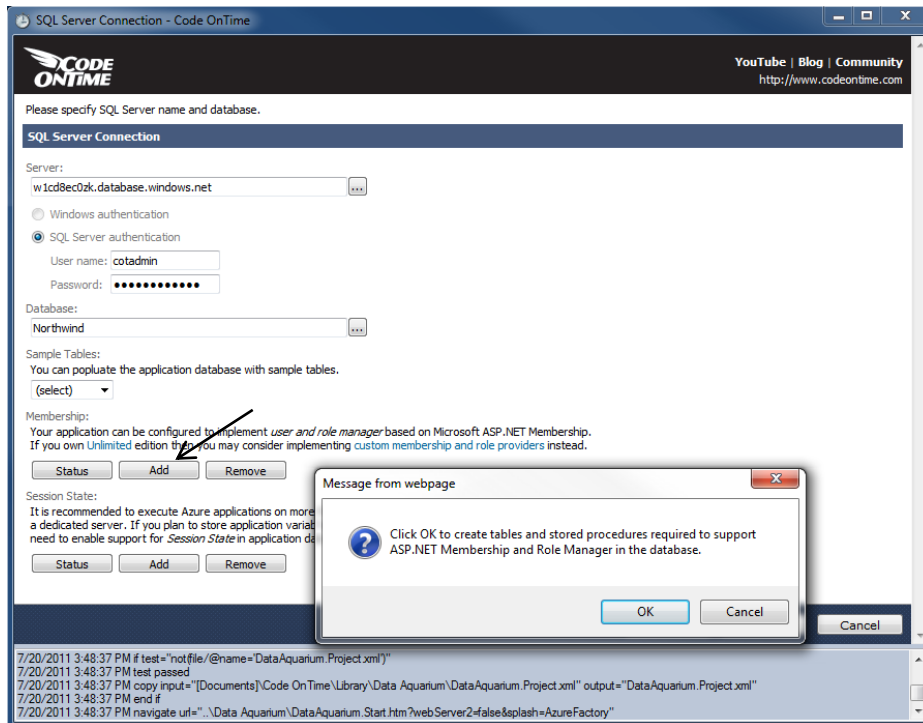 SQL Server Connection - Code OnTime
CODE
ONTIME
YouTube | Blog | Community
http://www.codeontime.com
Please specify SQL Server name and database.
SQL Server Connection
Server:
w1cd8ec0zk.database.windows.net
...
Windows authentication
SQL Server authentication
User name: cotadmin
Password: ●●●●●●●●●●●●
Database:
Northwind
...
Sample Tables:
You can popluate the application database with sample tables.
(select)
Membership:
Your application can be configured to implement user and role manager based on Microsoft ASP.NET Membership.
If you own Unlimited edition then you may consider implementing custom membership and role providers instead.
Status Add Remove
Session State:
It is recommended to execute Azure applications on more
a dedicated server. If you plan to store application variab
need to enable support for Session State in application da
Status Add Remove
Message from webpage
Click OK to create tables and stored procedures required to support
ASP.NET Membership and Role Manager in the database.
OK Cancel
Cancel
7/20/2011 3:48:37 PM if test="not(file/@name='DataAquarium.Project.xml')"
7/20/2011 3:48:37 PM test passed
7/20/2011 3:48:37 PM copy input="[Documents]\Code OnTime\Library\Data Aquarium\DataAquarium.Project.xml" output="DataAquarium.Project.xml"
7/20/2011 3:48:37 PM end if
7/20/2011 3:48:37 PM navigate url="..\Data Aquarium\DataAquarium.Start.htm?webServer2=false&splash=AzureFactory"